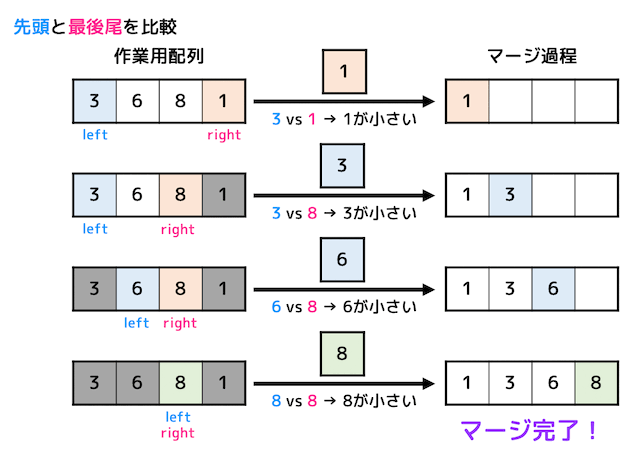 先頭と最後尾を比較
作業用配列
マージ過程
1
3 6 8 1
1
3 vs 1 → 1が小さい
left
right
3
3 6 8 1
1 3
3 vs 8 → 3が小さい
left
right
6
3 6 8 1
1 3 6
6 vs 8 → 6が小さい
left
right
8
3 6 8 1
1 3 6 8
8 vs 8 → 8が小さい
left
right
マージ完了！